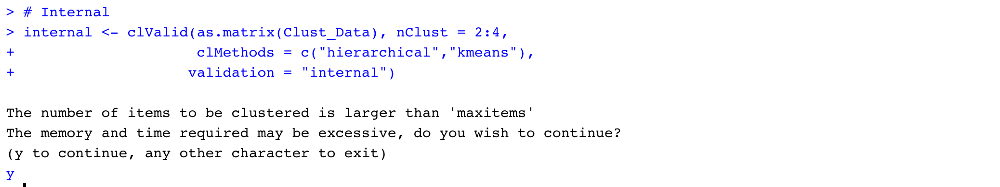 > # Internal
> internal <- clValid(as.matrix(Clust_Data), nClust = 2:4,
+                     clMethods = c("hierarchical","kmeans"),
+                    validation = "internal")
The number of items to be clustered is larger than 'maxitems'
The memory and time required may be excessive, do you wish to continue?
(y to continue, any other character to exit)
y